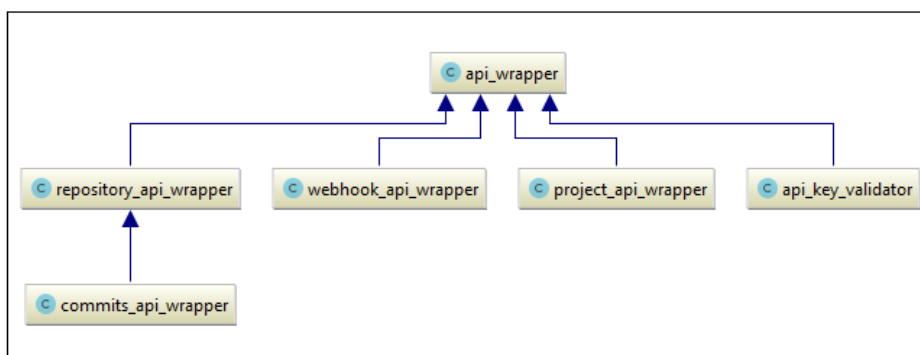 C api_wrapper
C repository_api_wrapper
C webhook_api_wrapper
C project_api_wrapper
C api_key_validator
C commits_api_wrapper